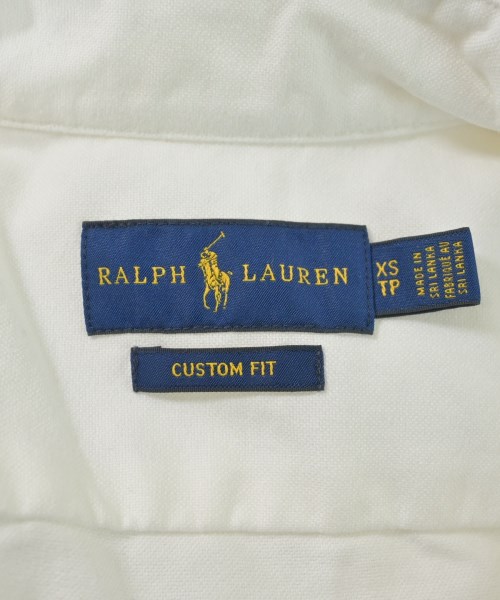 RALPH LAUREN
XS
TP
MADE IN
SRI LANKA
FABRIQUÉ AU
SRI LANKA
CUSTOM FIT